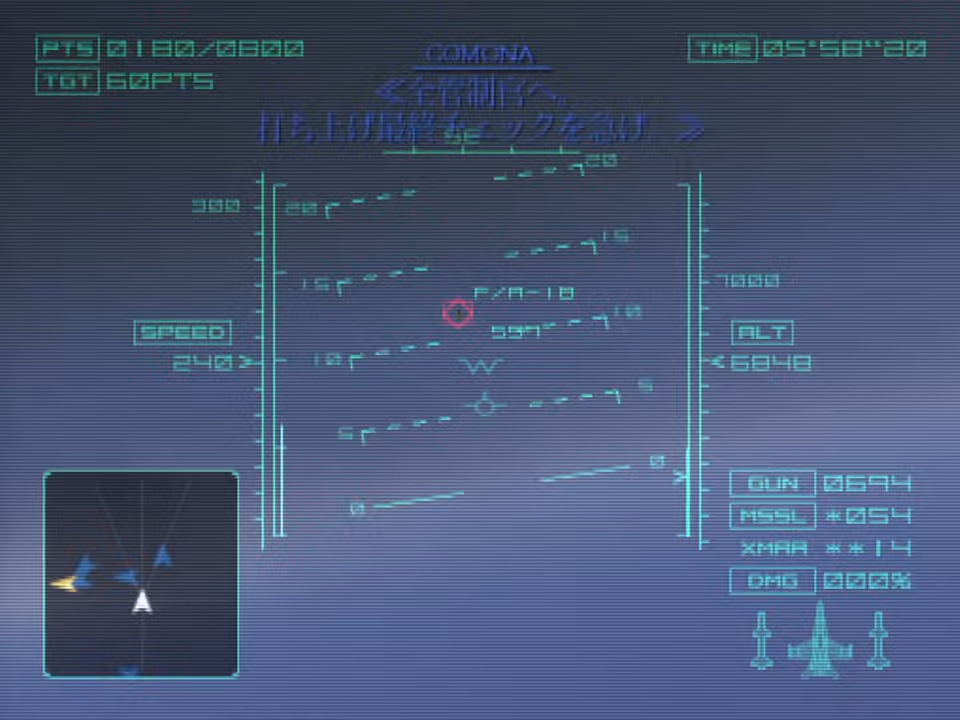 PTS 0180/0800
TGT 60PTS
COMONA
≪全管制官へ。
打ち上げ最終チェックを急げ。≫
TIME 05"58"20
SE
20
20
15
15
10
10
5
5
0
0
900
SPEED
240
F/A-18
7000
ALT
6848
GUN 0694
MSSL *054
XMAA **14
DMG 000%